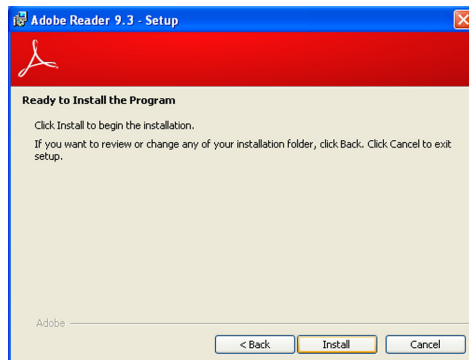 Adobe Reader 9.3 - Setup
Ready to Install the Program
Click Install to begin the installation.
If you want to review or change any of your installation folder, click Back. Click Cancel to exit
setup.
Adobe
< Back Install Cancel